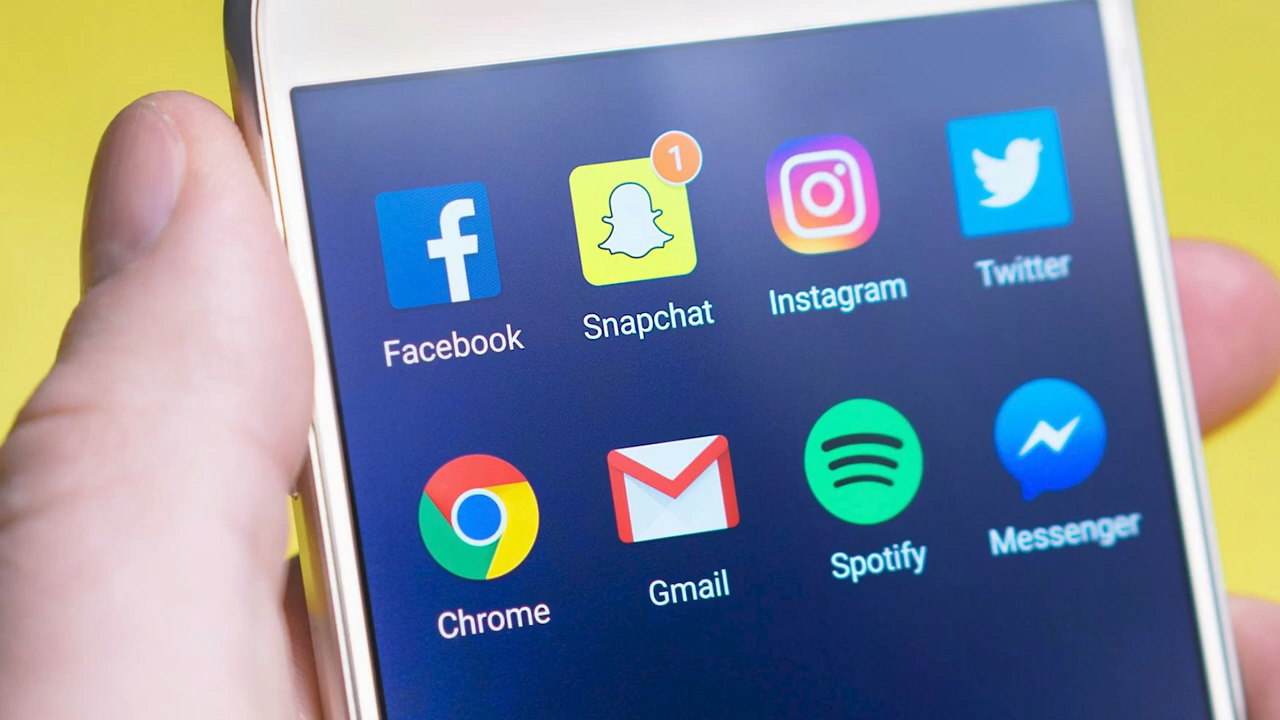 1
Facebook
Snapchat
Instagram
Twitter
Chrome
Gmail
Spotify
Messenger